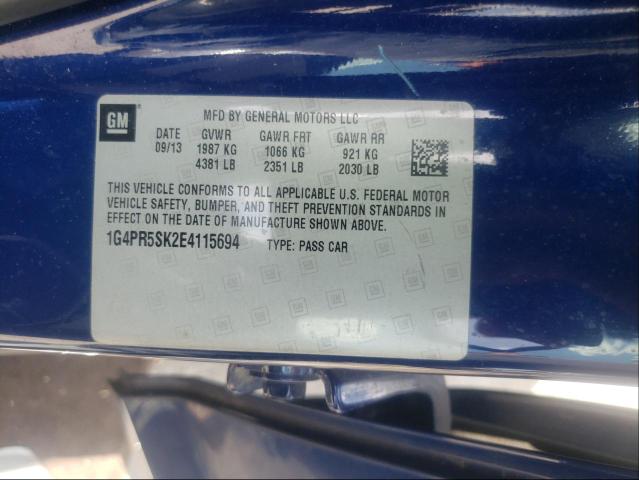 GM
MFD BY GENERAL MOTORS LLC
DATE GVWR GAWR FRT GAWR RR
09/13 1987 KG 1066 KG 921 KG
4381 LB 2351 LB 2030 LB
THIS VEHICLE CONFORMS TO ALL APPLICABLE U.S. FEDERAL MOTOR
VEHICLE SAFETY, BUMPER, AND THEFT PREVENTION STANDARDS IN
EFFECT ON THE DATE OF MANUFACTURE SHOWN ABOVE.
1G4PR5SK2E4115694 TYPE: PASS CAR